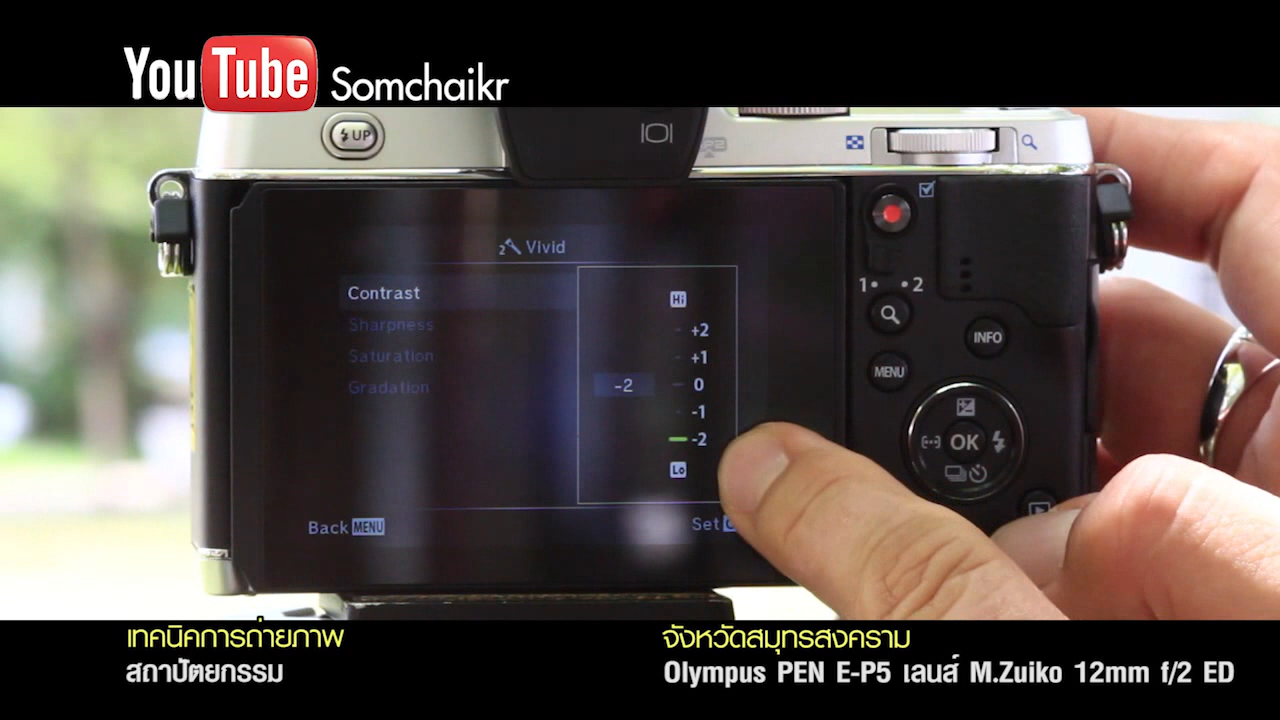 YouTube Somchaikr
UP
2 Vivid
Contrast
Sharpness
Saturation
Gradation
Hi
+2
+1
0
-1
-2
Lo
-2
Back MENU
Set
1 2
INFO
MENU
OK
เทคนิคการถ่ายภาพ
สถาปัตยกรรม
จังหวัดสมุทรสงคราม
Olympus PEN E-P5 เลนส์ M.Zuiko 12mm f/2 ED